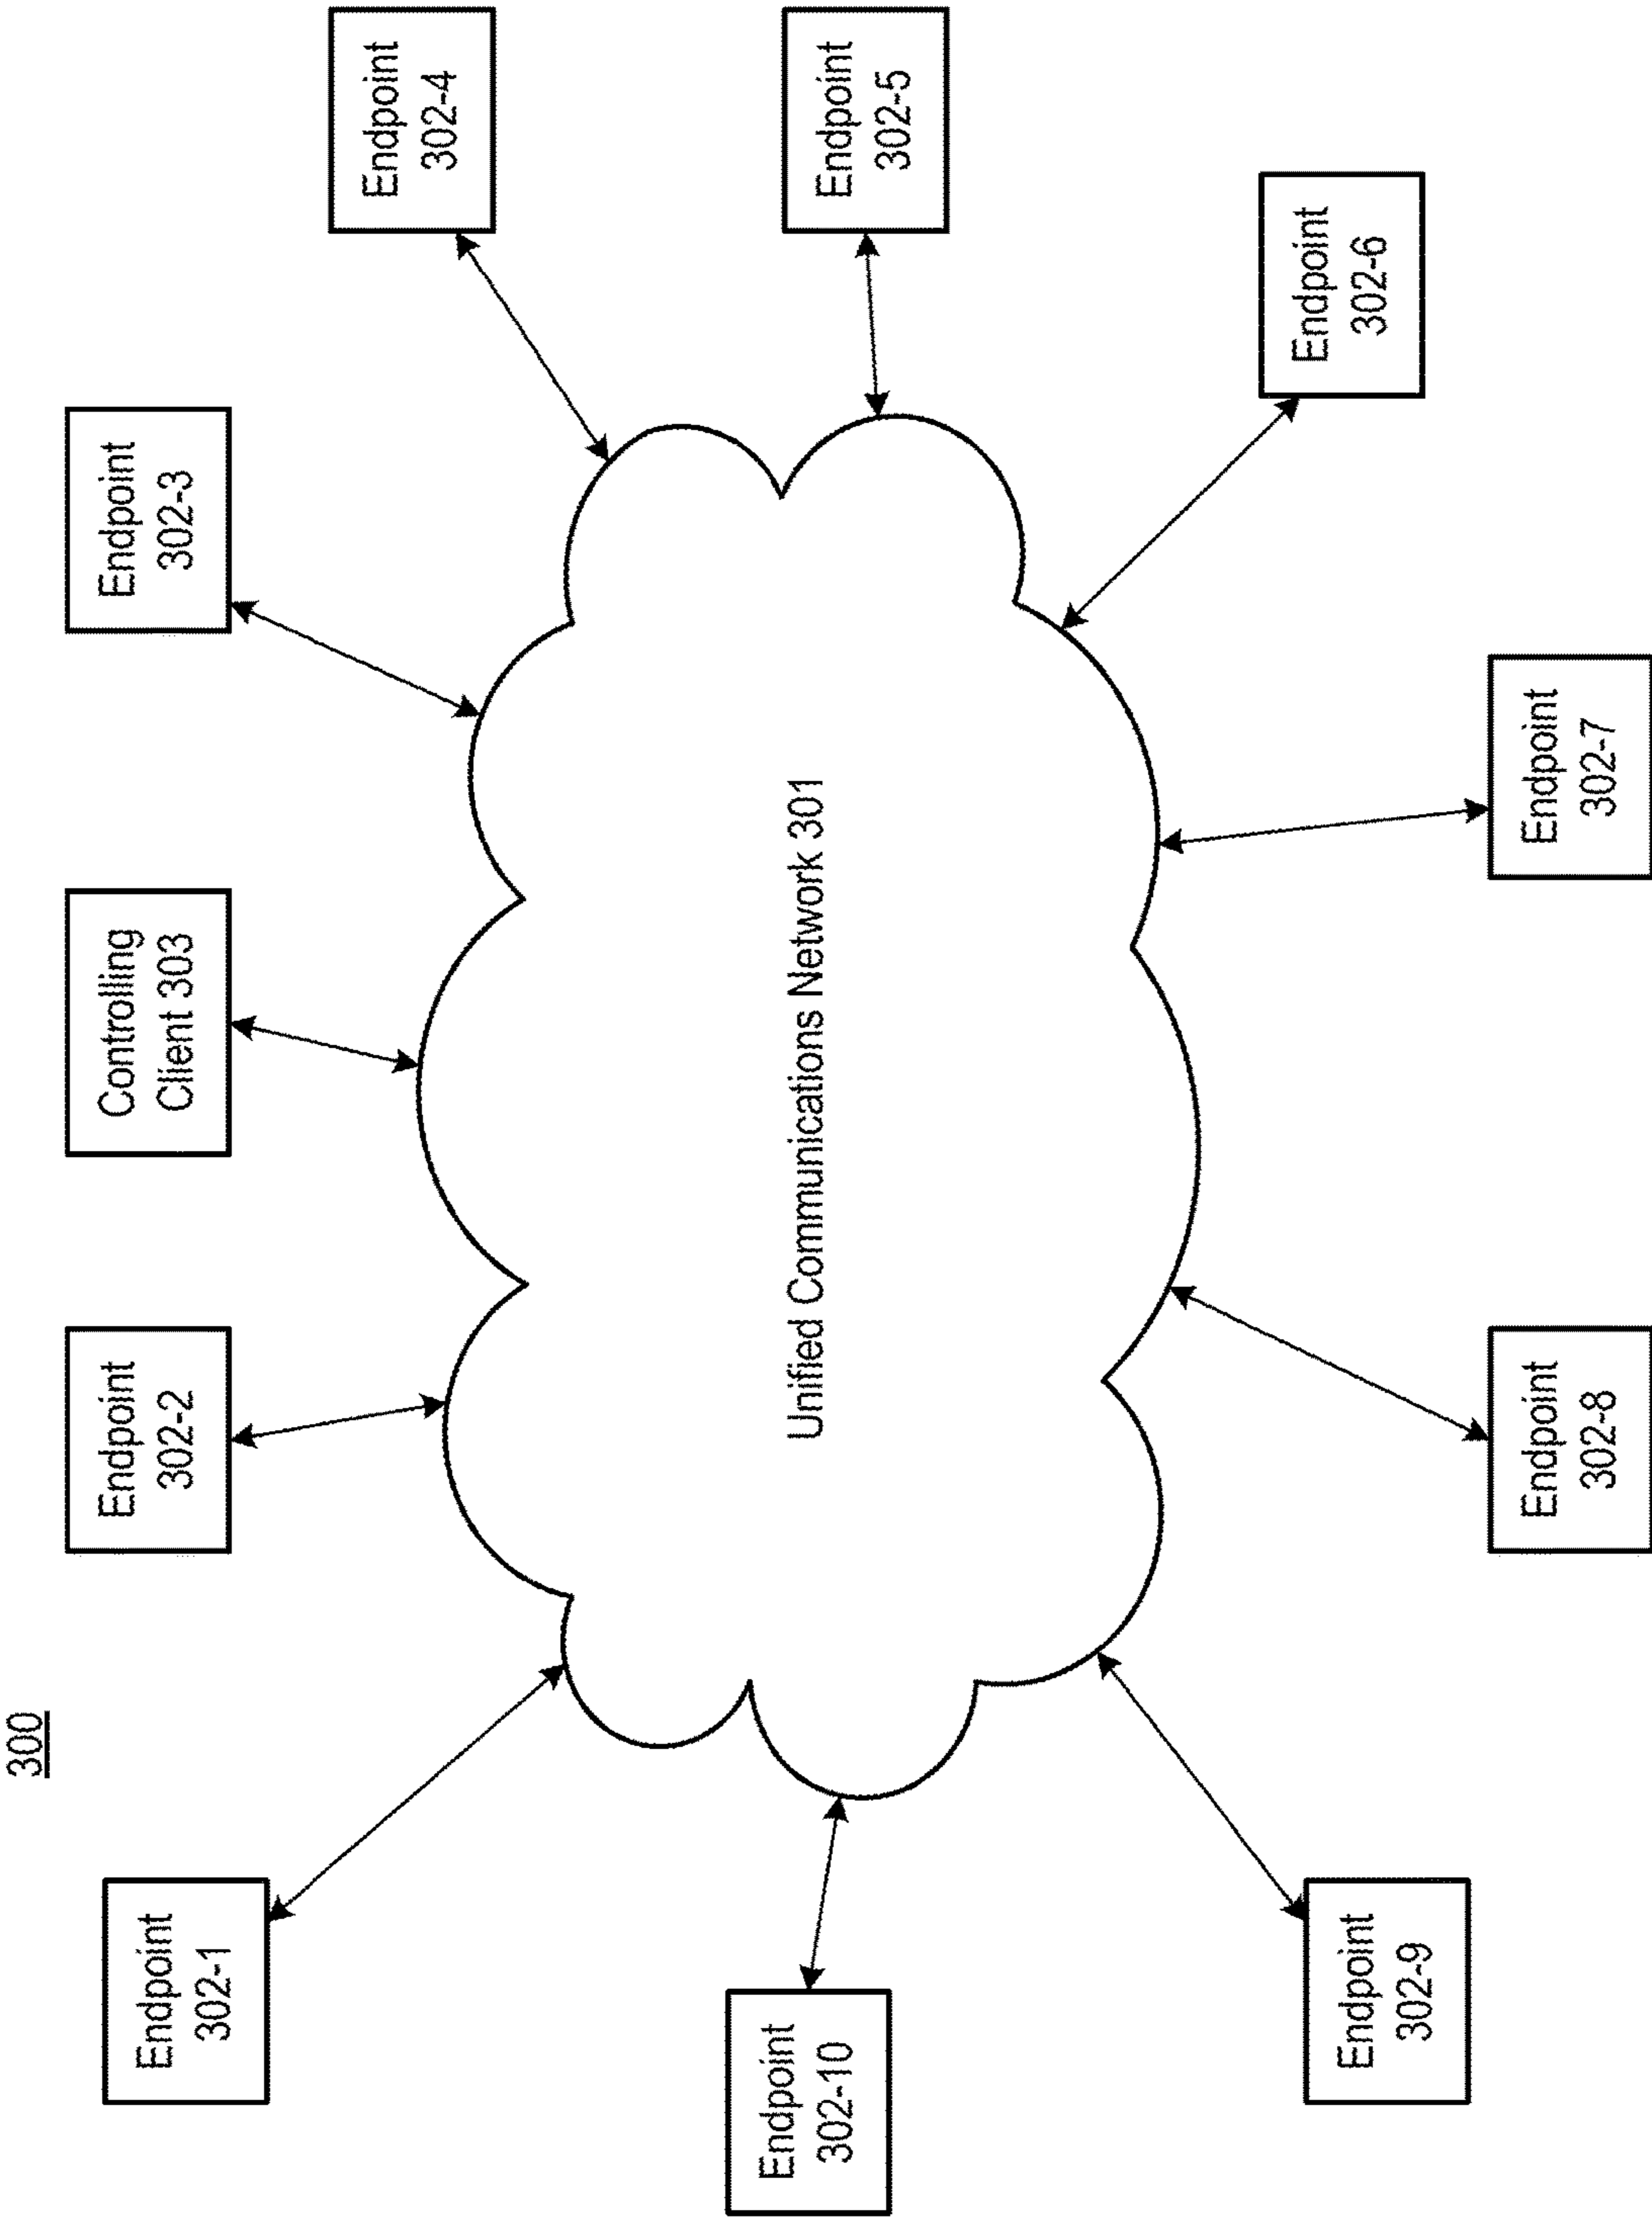 300
Endpoint
302-1
Endpoint
302-2
Controlling
Client 303
Endpoint
302-3
Endpoint
302-4
Unified Communications Network 301
Endpoint
302-5
Endpoint
302-6
Endpoint
302-7
Endpoint
302-8
Endpoint
302-9
Endpoint
302-10